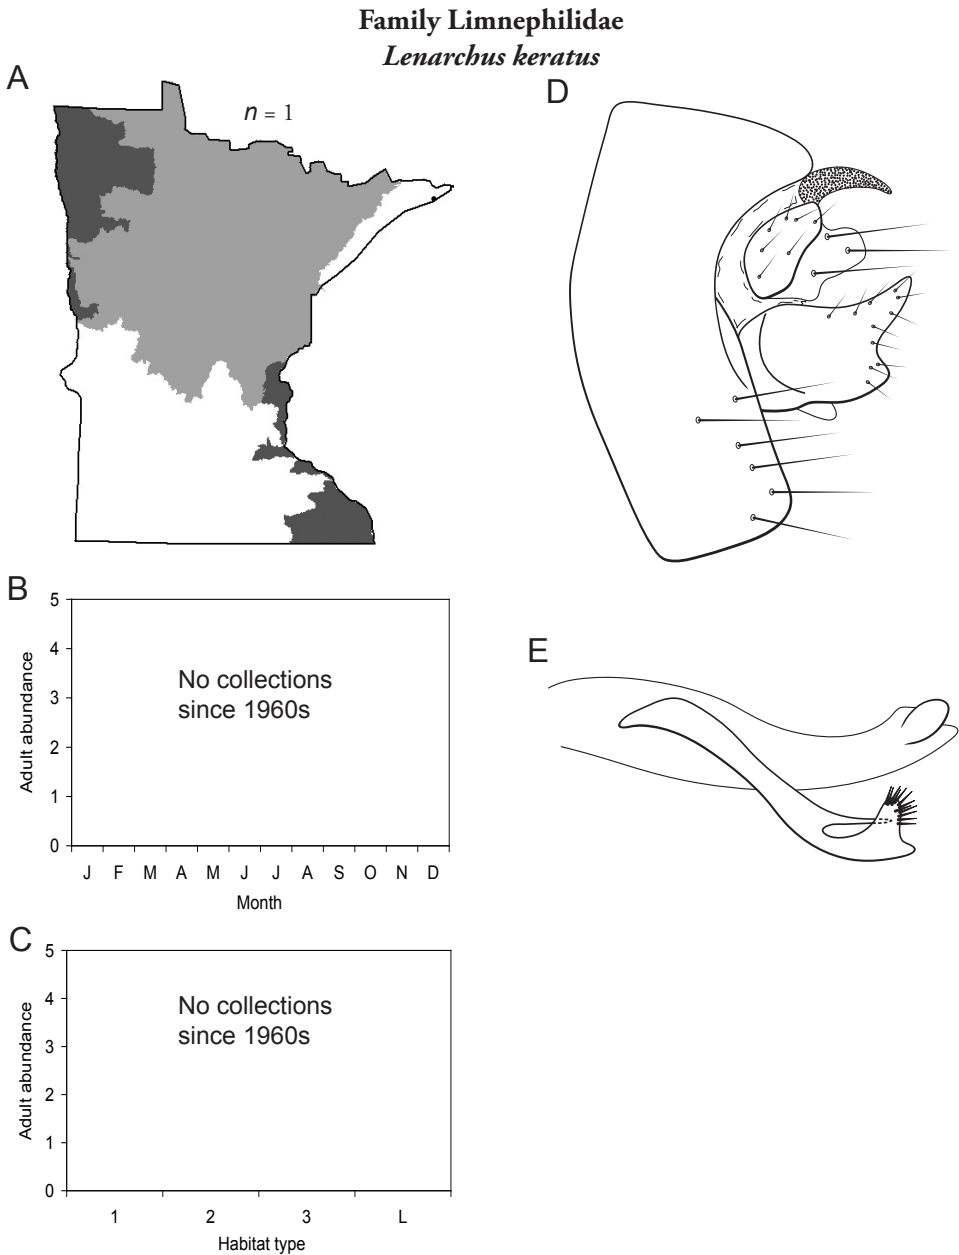 Family Limnephilidae
Lenarchus keratus
A
n = 1
D
B
5
4
3
2
1
0
Adult abundance
No collections
since 1960s
J F M A M J J A S O N D
Month
E
C
5
4
3
2
1
0
Adult abundance
No collections
since 1960s
1 2 3 L
Habitat type